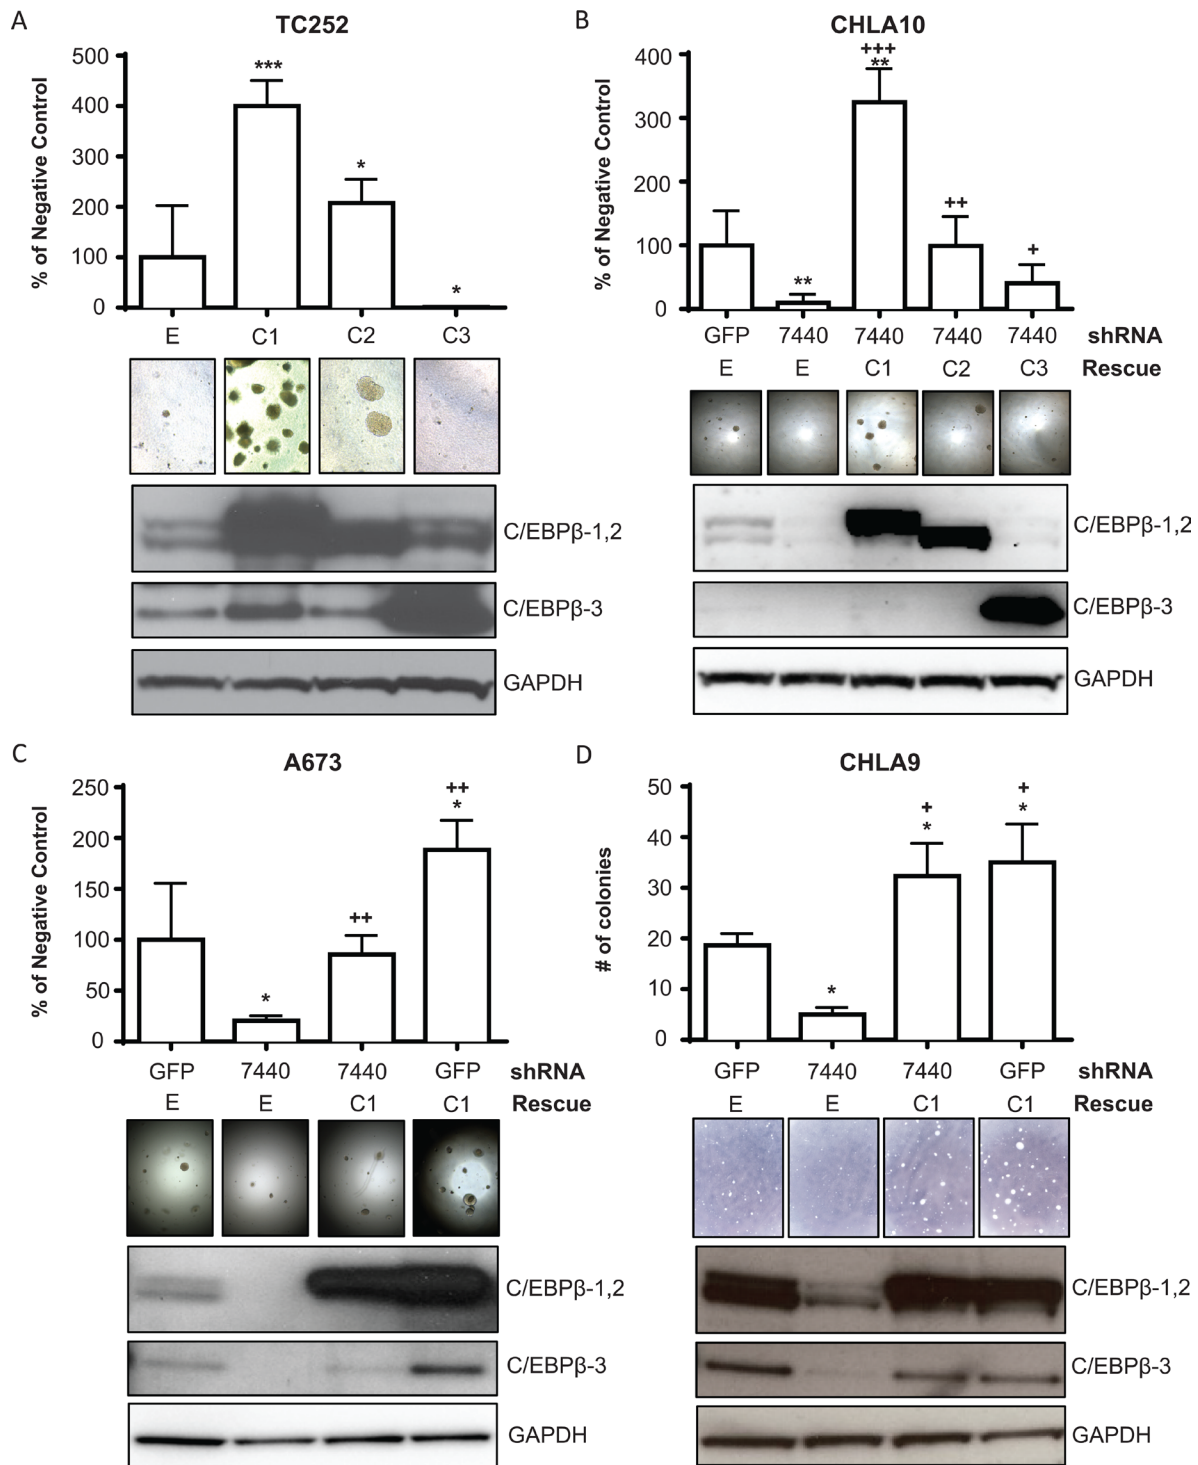 A
TC252
% of Negative Control
500
400
300
200
100
0
***
*
*
E C1 C2 C3
C/EBPβ-1,2
C/EBPβ-3
GAPDH
B
CHLA10
% of Negative Control
400
300
200
100
0
**
+++
**
++
+
GFP 7440 7440 7440 7440 shRNA
E E C1 C2 C3 Rescue
C/EBPβ-1,2
C/EBPβ-3
GAPDH
C
A673
% of Negative Control
250
200
150
100
50
0
*
++
++
*
GFP 7440 7440 GFP shRNA
E E C1 C1 Rescue
C/EBPβ-1,2
C/EBPβ-3
GAPDH
D
CHLA9
# of colonies
50
40
30
20
10
0
*
+
*
+
*
GFP 7440 7440 GFP shRNA
E E C1 C1 Rescue
C/EBPβ-1,2
C/EBPβ-3
GAPDH